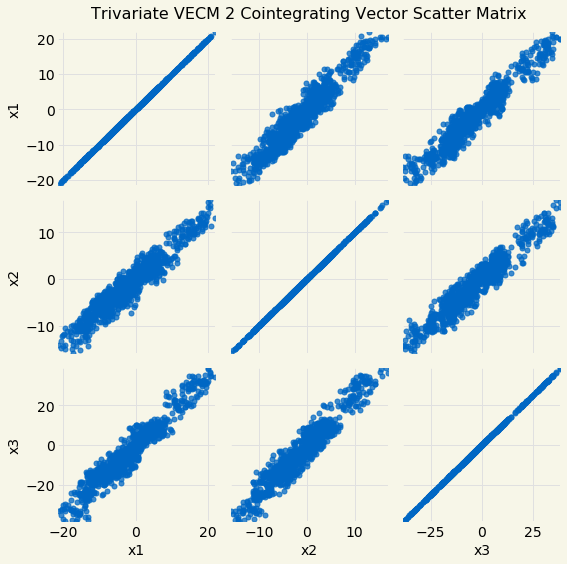 Trivariate VECM 2 Cointegrating Vector Scatter Matrix
20
10
0
−10
−20
x1
10
0
−10
x2
20
0
−20
x3
−20 0 20
−10 0 10
−25 0 25
x1 x2 x3